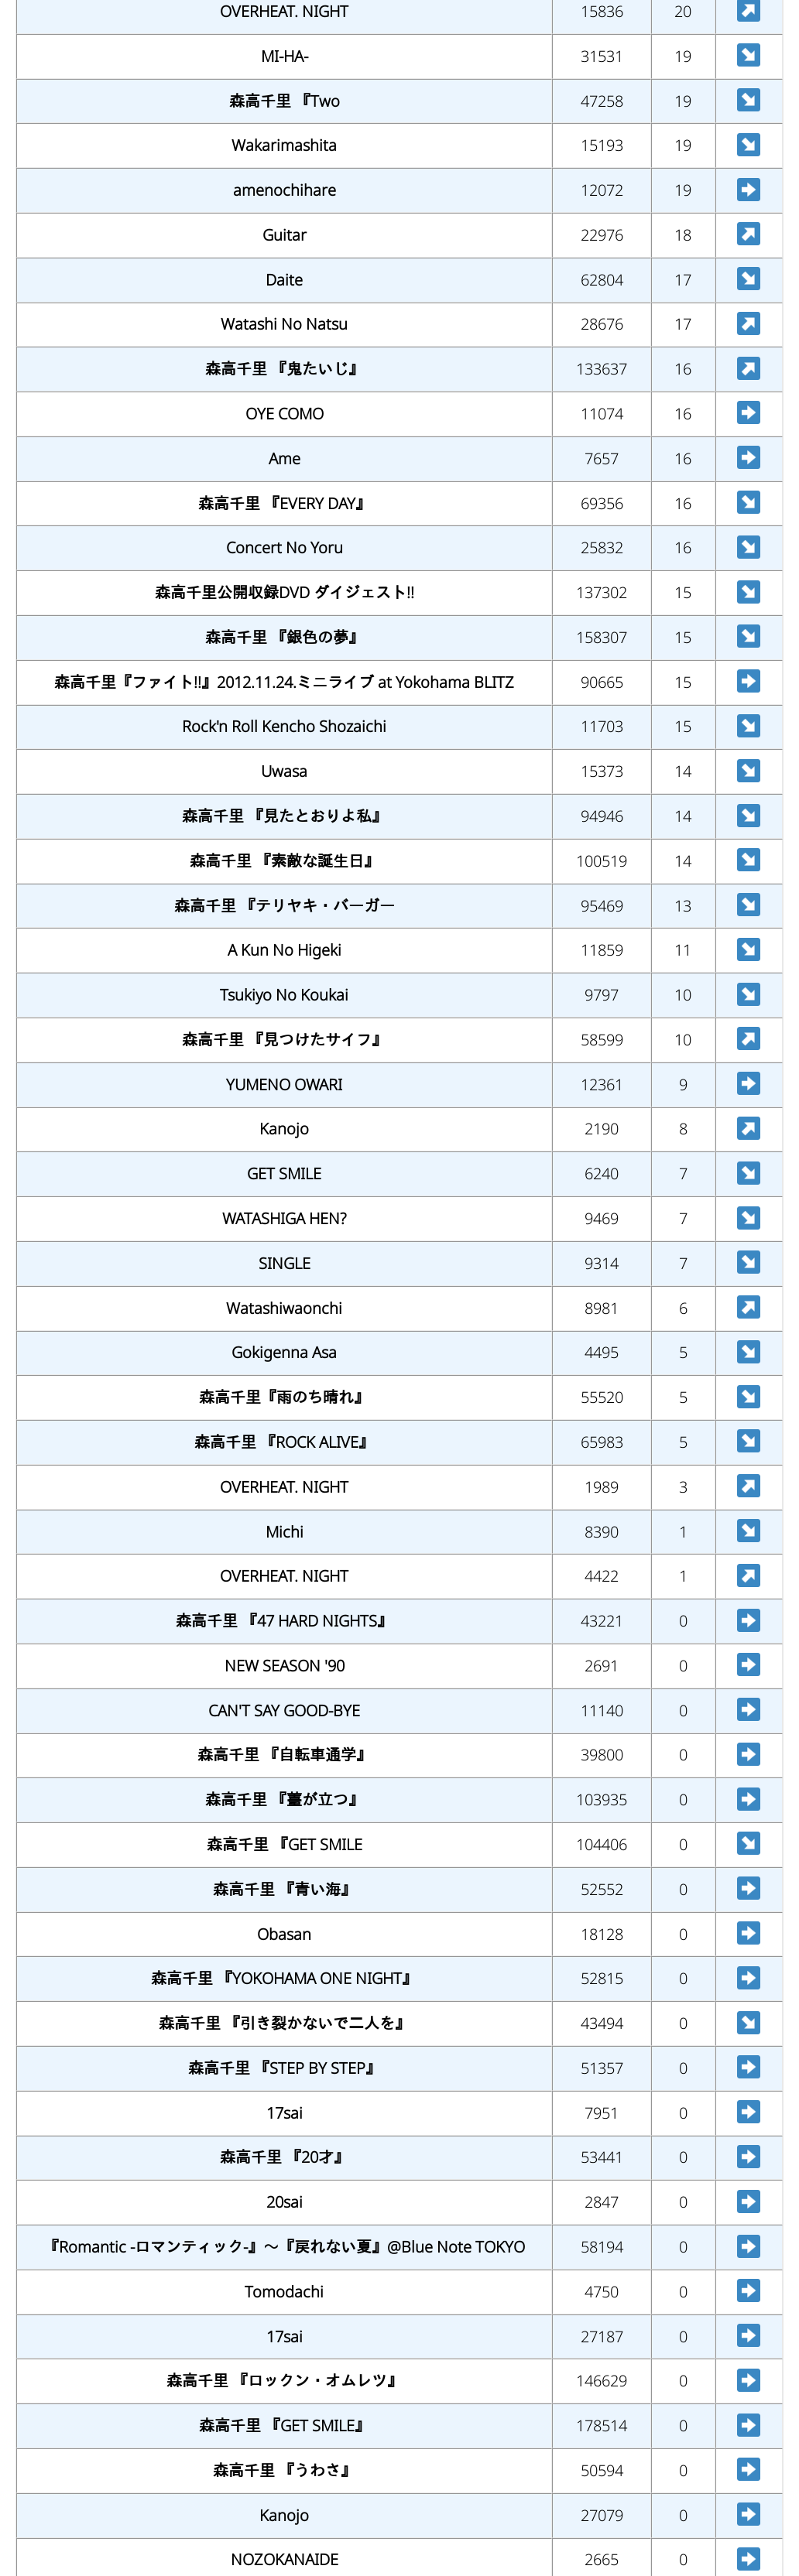 OVERHEAT. NIGHT 15836 20
MI-HA- 31531 19
森高千里 『Two 47258 19
Wakarimashita 15193 19
amenochihare 12072 19
Guitar 22976 18
Daite 62804 17
Watashi No Natsu 28676 17
森高千里 『鬼たいじ』 133637 16
OYE COMO 11074 16
Ame 7657 16
森高千里 『EVERY DAY』 69356 16
Concert No Yoru 25832 16
森高千里公開収録DVD ダイジェスト!! 137302 15
森高千里 『銀色の夢』 158307 15
森高千里『ファイト!!』2012.11.24.ミニライブ at Yokohama BLITZ 90665 15
Rock'n Roll Kencho Shozaichi 11703 15
Uwasa 15373 14
森高千里 『見たとおりよ私』 94946 14
森高千里 『素敵な誕生日』 100519 14
森高千里 『テリヤキ・バーガー 95469 13
A Kun No Higeki 11859 11
Tsukiyo No Koukai 9797 10
森高千里 『見つけたサイフ』 58599 10
YUMENO OWARI 12361 9
Kanojo 2190 8
GET SMILE 6240 7
WATASHIGA HEN? 9469 7
SINGLE 9314 7
Watashiwaonchi 8981 6
Gokigenna Asa 4495 5
森高千里『雨のち晴れ』 55520 5
森高千里 『ROCK ALIVE』 65983 5
OVERHEAT. NIGHT 1989 3
Michi 8390 1
OVERHEAT. NIGHT 4422 1
森高千里 『47 HARD NIGHTS』 43221 0
NEW SEASON '90 2691 0
CAN'T SAY GOOD-BYE 11140 0
森高千里 『自転車通学』 39800 0
森高千里 『薹が立つ』 103935 0
森高千里 『GET SMILE 104406 0
森高千里 『青い海』 52552 0
Obasan 18128 0
森高千里 『YOKOHAMA ONE NIGHT』 52815 0
森高千里 『引き裂かないで二人を』 43494 0
森高千里 『STEP BY STEP』 51357 0
17sai 7951 0
森高千里 『20才』 53441 0
20sai 2847 0
『Romantic -ロマンティック-』～『戻れない夏』@Blue Note TOKYO 58194 0
Tomodachi 4750 0
17sai 27187 0
森高千里 『ロックン・オムレツ』 146629 0
森高千里 『GET SMILE』 178514 0
森高千里 『うわさ』 50594 0
Kanojo 27079 0
NOZOKANAIDE 2665 0